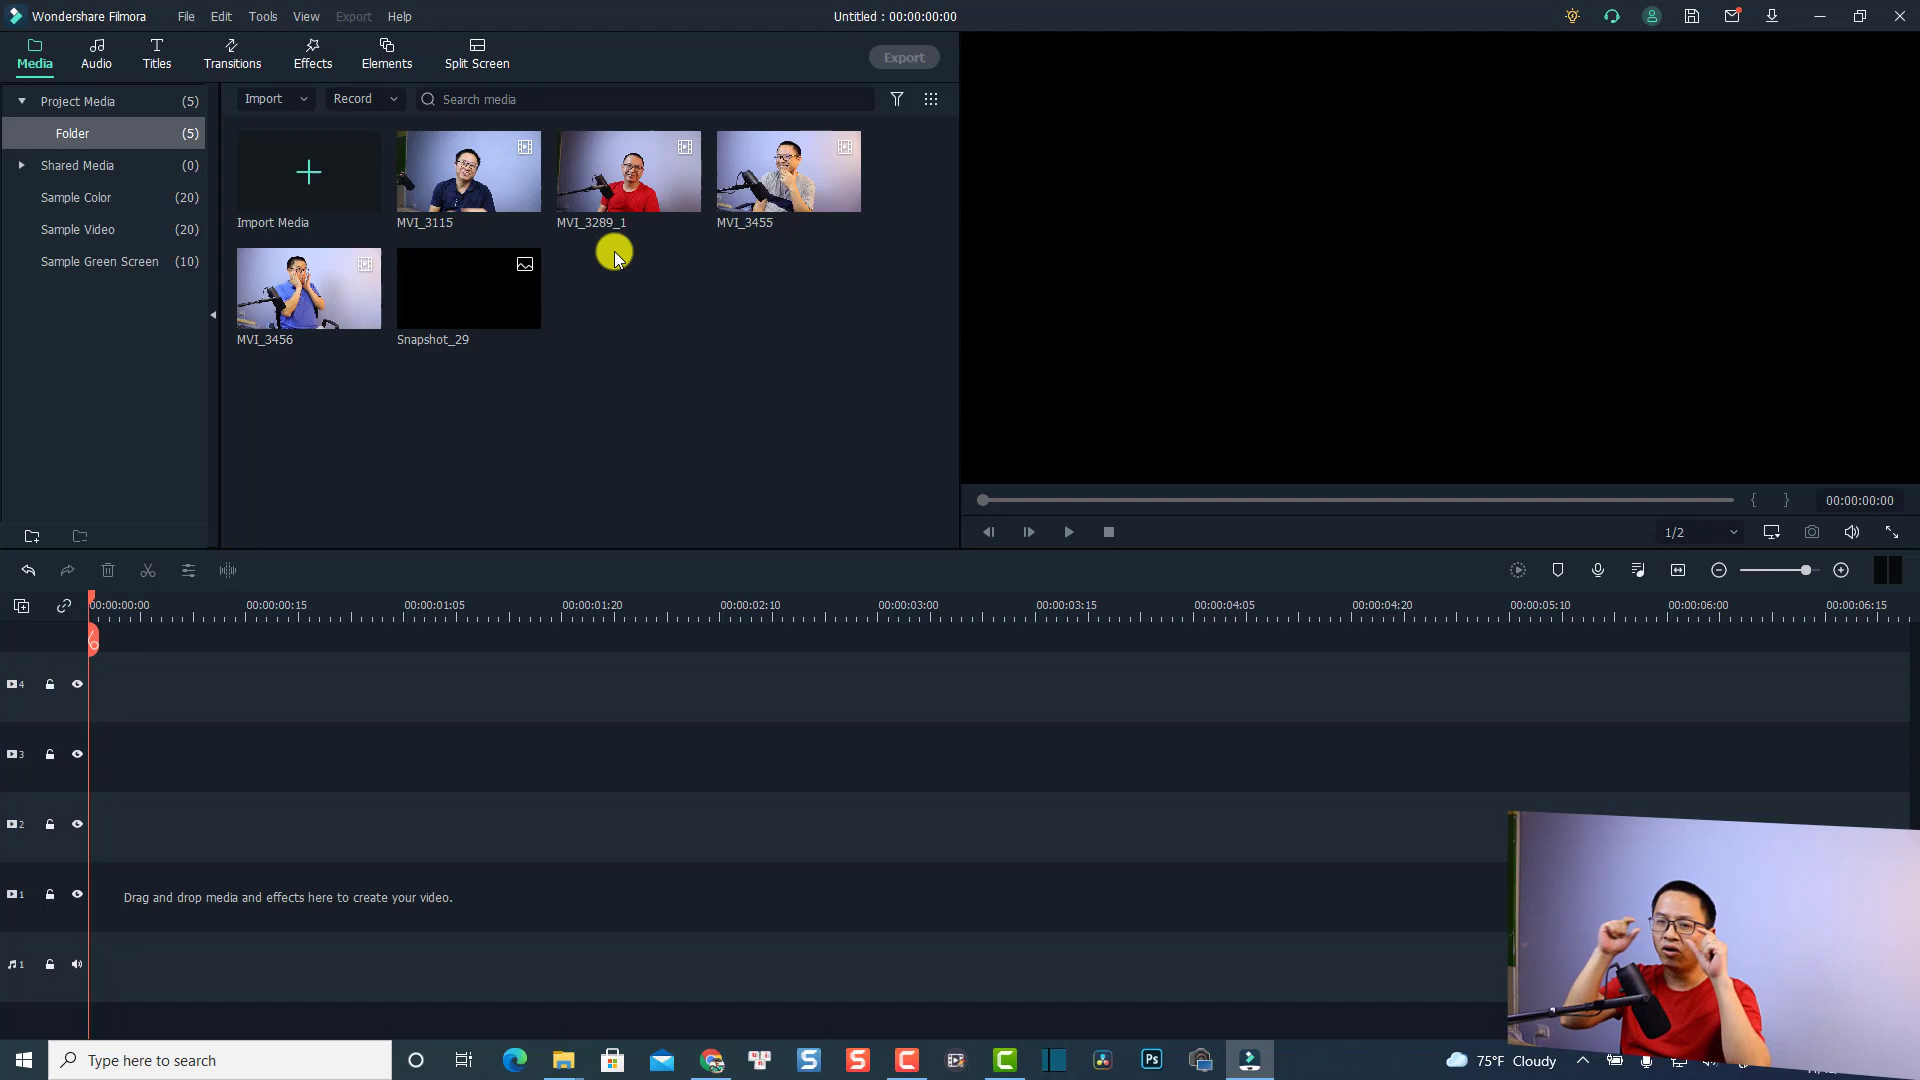 Wondershare Filmora File Edit Tools View Export Help Untitled : 00:00:00:00
Media Audio Titles Transitions Effects Elements Split Screen Export
Project Media (5)
Folder (5)
Shared Media (0)
Sample Color (20)
Sample Video (20)
Sample Green Screen (10)
Import Record Search media
Import Media MVI_3115 MVI_3289_1 MVI_3455
MVI_3456 Snapshot_29
00:00:00:00
1/2
00:00:00:00 00:00:00:15 00:00:01:05 00:00:01:20 00:00:02:10 00:00:03:00 00:00:03:15 00:00:04:05 00:00:04:20 00:00:05:10 00:00:06:00 00:00:06:15
4
3
2
1 Drag and drop media and effects here to create your video.
1
Type here to search Ps 75°F Cloudy